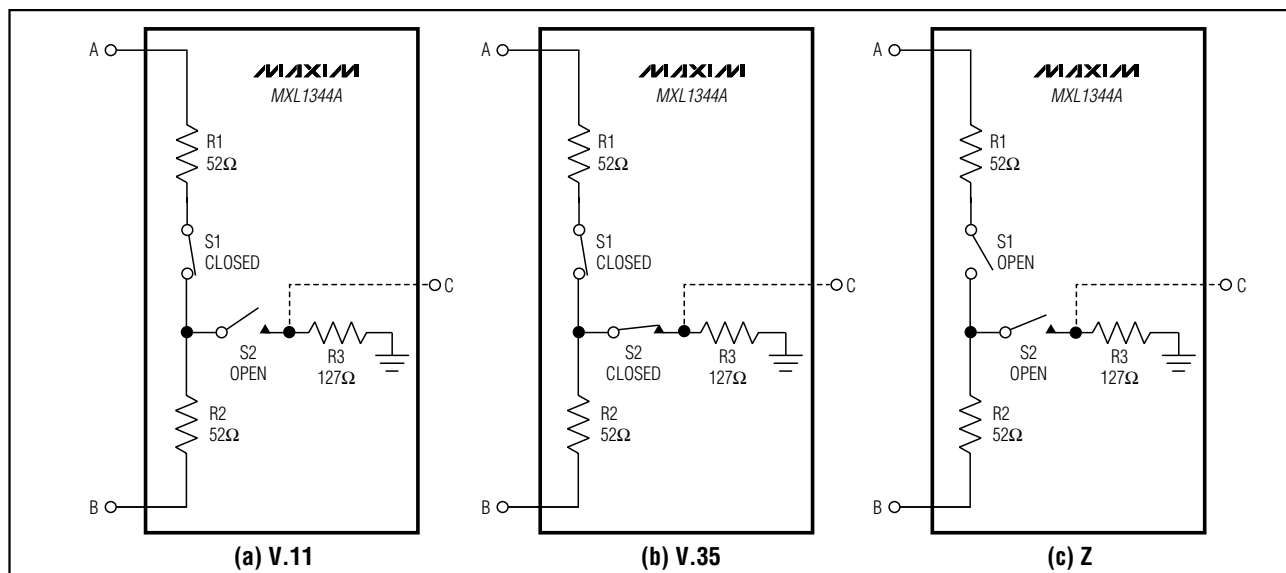 A
MAXIM
MXL1344A
R1
52Ω
S1
CLOSED
C
S2
OPEN
R3
127Ω
R2
52Ω
B
(a) V.11
A
MAXIM
MXL1344A
R1
52Ω
S1
CLOSED
C
S2
CLOSED
R3
127Ω
R2
52Ω
B
(b) V.35
A
MAXIM
MXL1344A
R1
52Ω
S1
OPEN
C
S2
OPEN
R3
127Ω
R2
52Ω
B
(c) Z